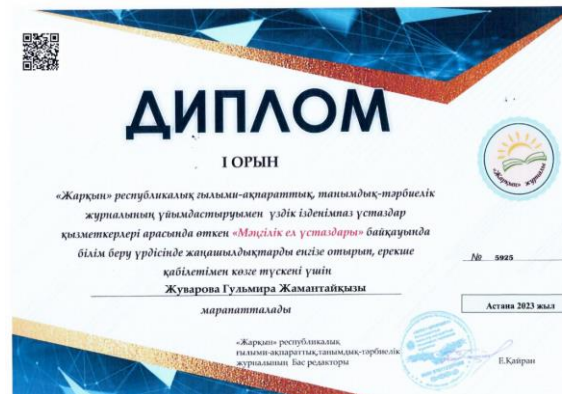 ДИПЛОМ
I ОРЫН
«Жарқын» республикалық ғылыми-ақпараттық, танымдық-тәрбиелік
журналының ұйымдастыруымен үздік ізденімпаз ұстаздар
қызметкерлері арасында өткен «Мәңгілік ел ұстаздары» байқауында
білім беру үрдісінде жаңашылдықтарды енгізе отырып, ерекше
қабілетімен көзге түскені үшін
Жуварова Гульмира Жамантайқызы
марапатталады
«Жарқын» журналы
№ 5925
Астана 2023 жыл
«Жарқын» республикалық
ғылыми-ақпараттық,танымдық-тәрбиелік
журналының Бас редакторы
Е.Қайран